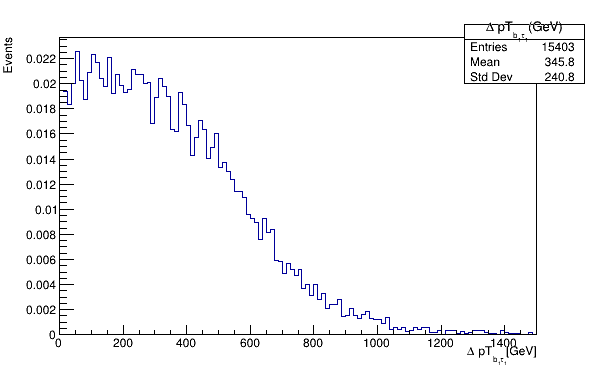 Δ pT_{b_1τ_1} (GeV)
Entries 15403
Mean 345.8
Std Dev 240.8
Events
0.022
0.02
0.018
0.016
0.014
0.012
0.01
0.008
0.006
0.004
0.002
0
0 200 400 600 800 1000 1200 1400
Δ pT_{b_1τ_1}[GeV]